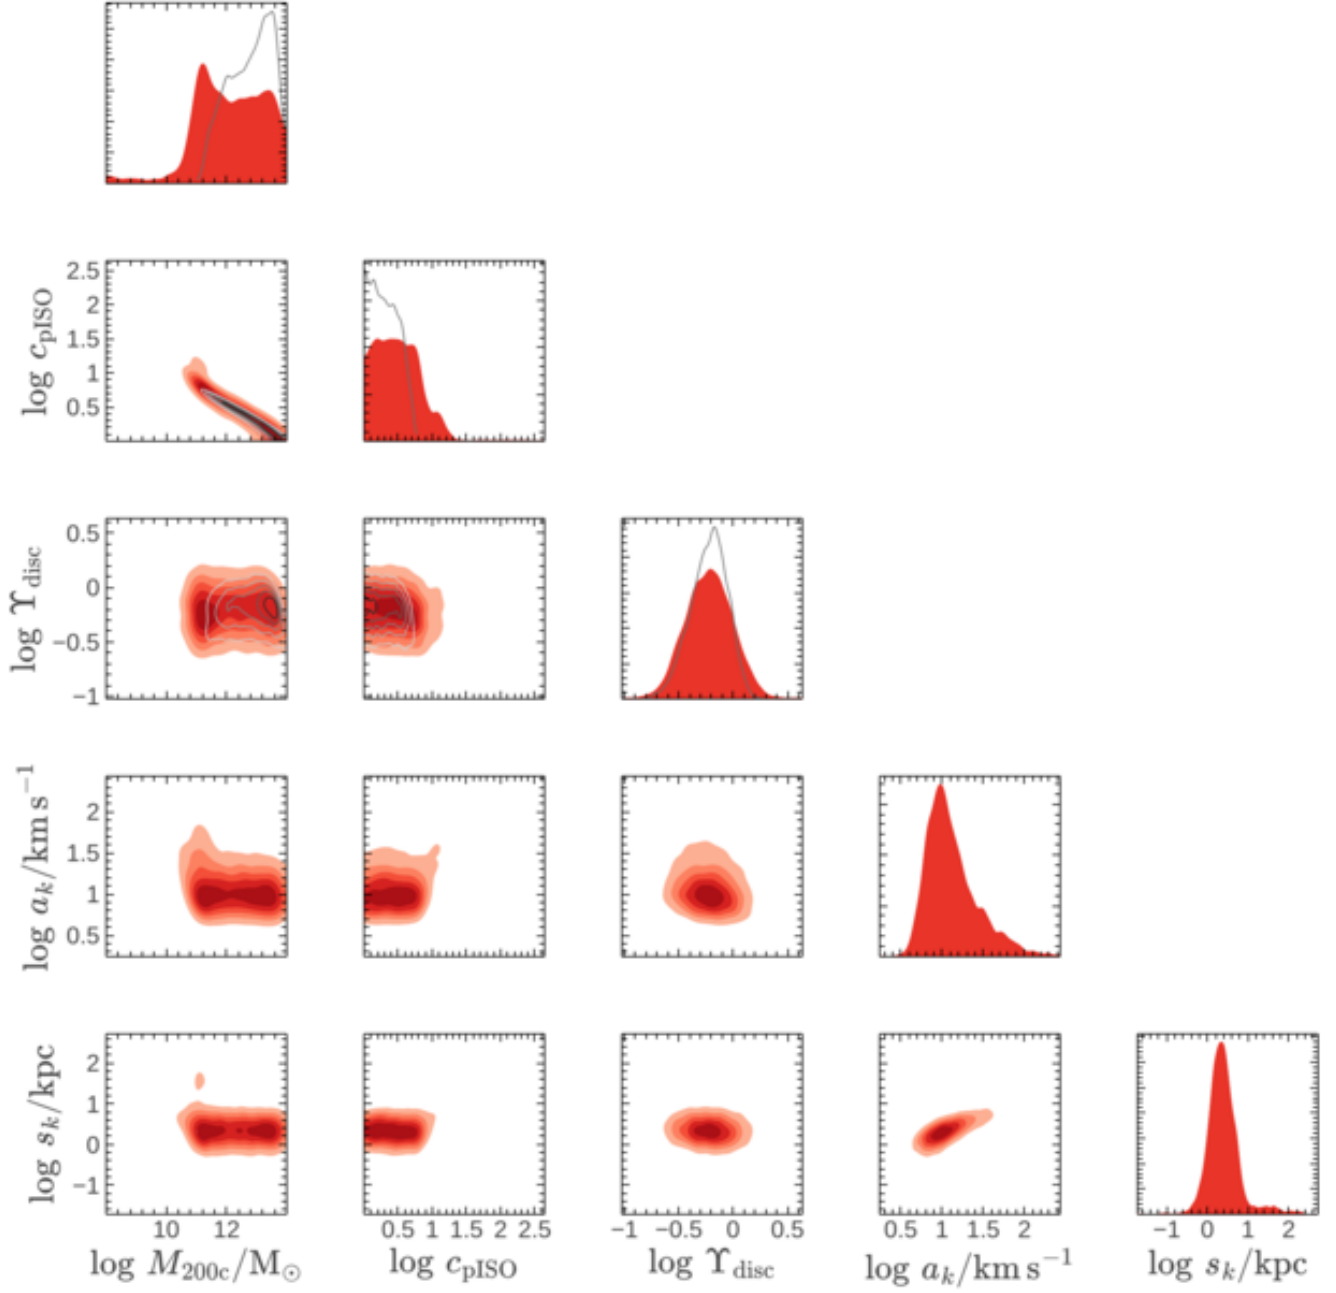 log c_pISO
2.5
2
1.5
1
0.5
log ϒ_disc
0.5
0
−0.5
−1
log a_k/km s⁻¹
2
1.5
1
0.5
log s_k/kpc
2
1
0
−1
10 12
0.5 1 1.5 2 2.5
−1 −0.5 0 0.5
0.5 1 1.5 2
−1 0 1 2
log M_200c/M_⊙
log c_pISO
log ϒ_disc
log a_k/km s⁻¹
log s_k/kpc